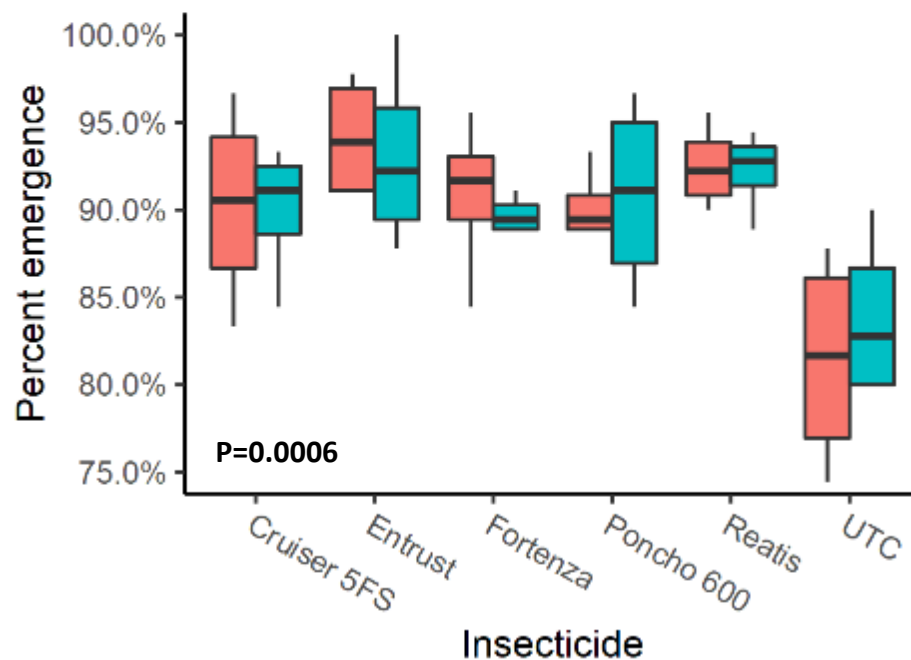 100.0%
95.0%
90.0%
85.0%
80.0%
75.0%
Percent emergence
P=0.0006
Cruiser 5FS
Entrust
Fortenza
Poncho 600
Reatis
UTC
Insecticide